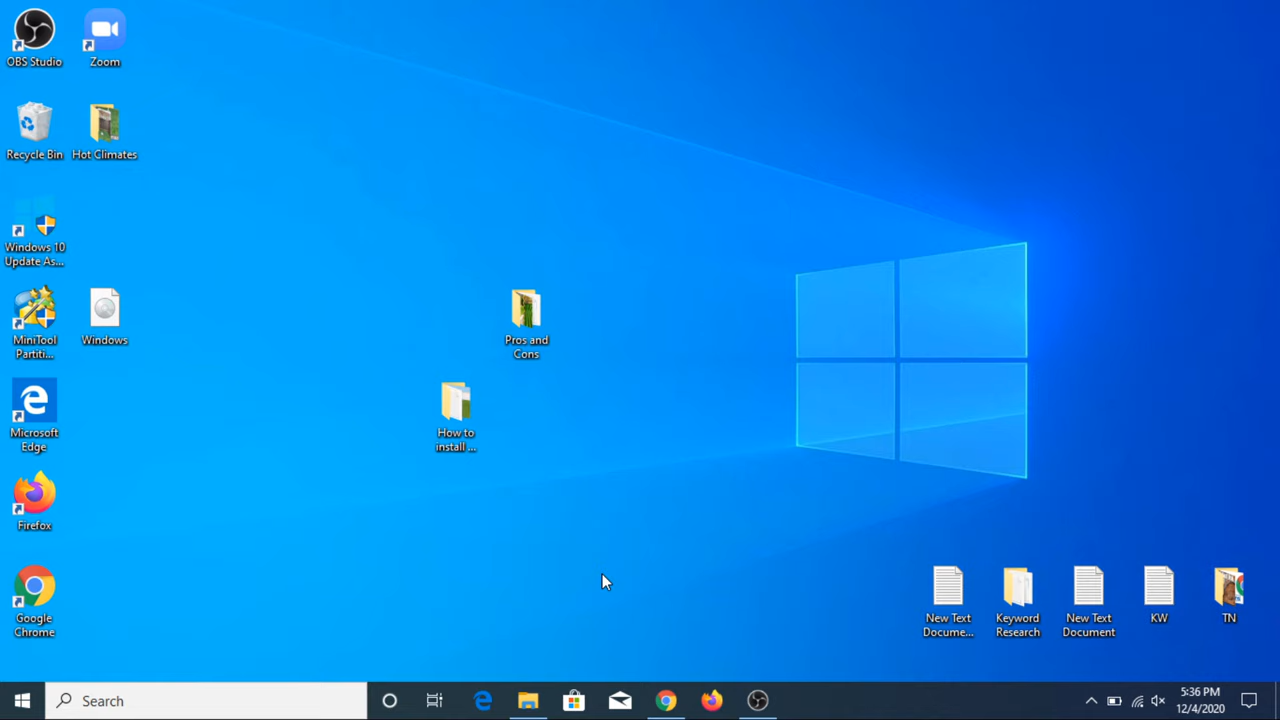 OBS Studio
Zoom
Recycle Bin
Hot Climates
Windows 10
Update As...
MiniTool
Partiti...
Windows
Pros and
Cons
Microsoft
Edge
How to
install ...
Firefox
Google
Chrome
New Text
Docume...
Keyword
Research
New Text
Document
KW
TN
Search
5:36 PM
12/4/2020